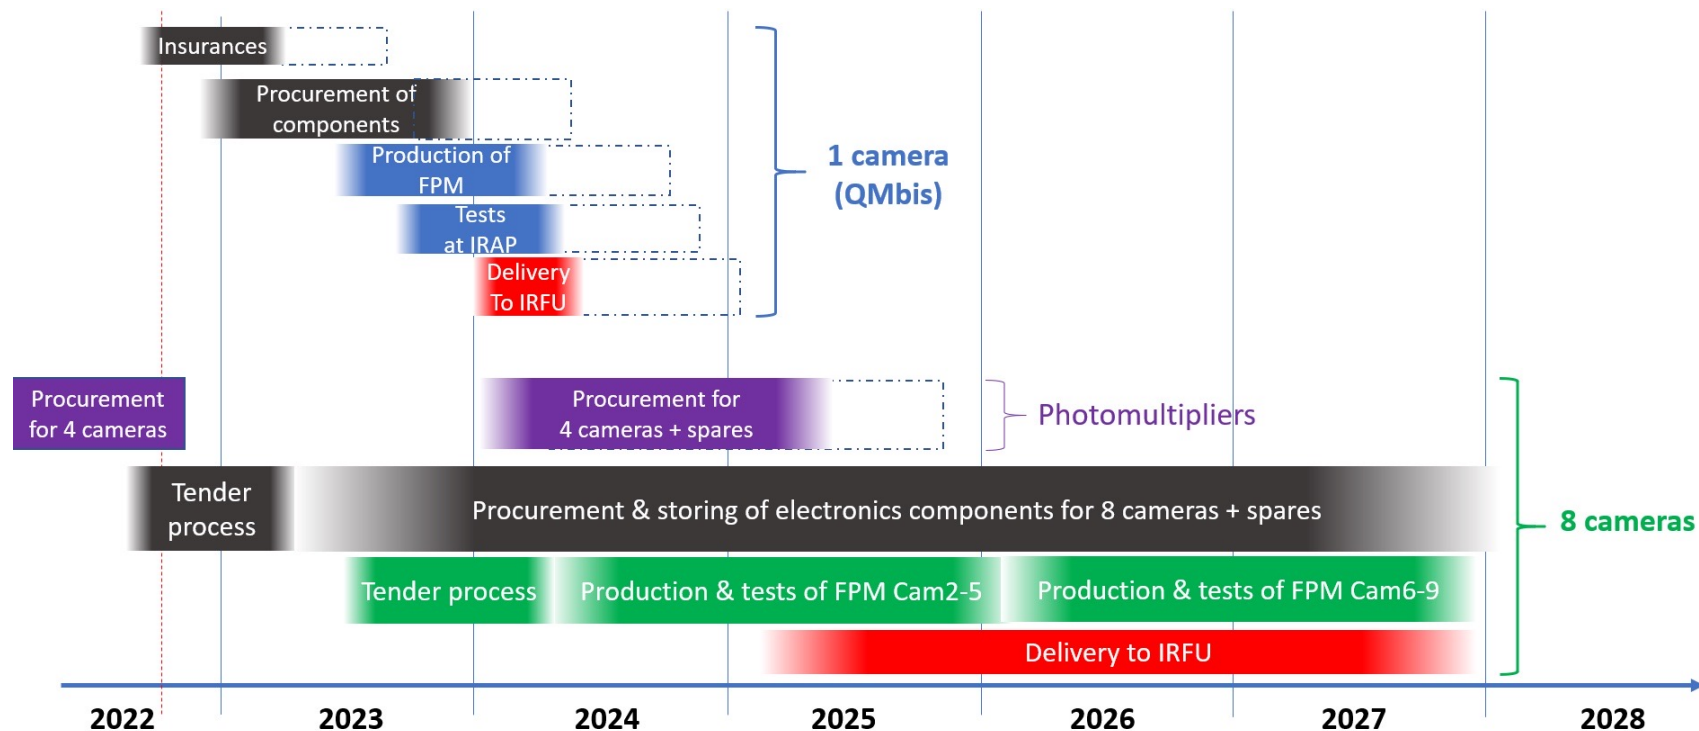 Insurances
Procurement of
components
Production of
FPM
Tests
at IRAP
Delivery
To IRFU
1 camera
(QMbis)
Procurement
for 4 cameras
Procurement for
4 cameras + spares
Photomultipliers
Tender
process
Procurement & storing of electronics components for 8 cameras + spares
8 cameras
Tender process
Production & tests of FPM Cam2-5
Production & tests of FPM Cam6-9
Delivery to IRFU
2022
2023
2024
2025
2026
2027
2028